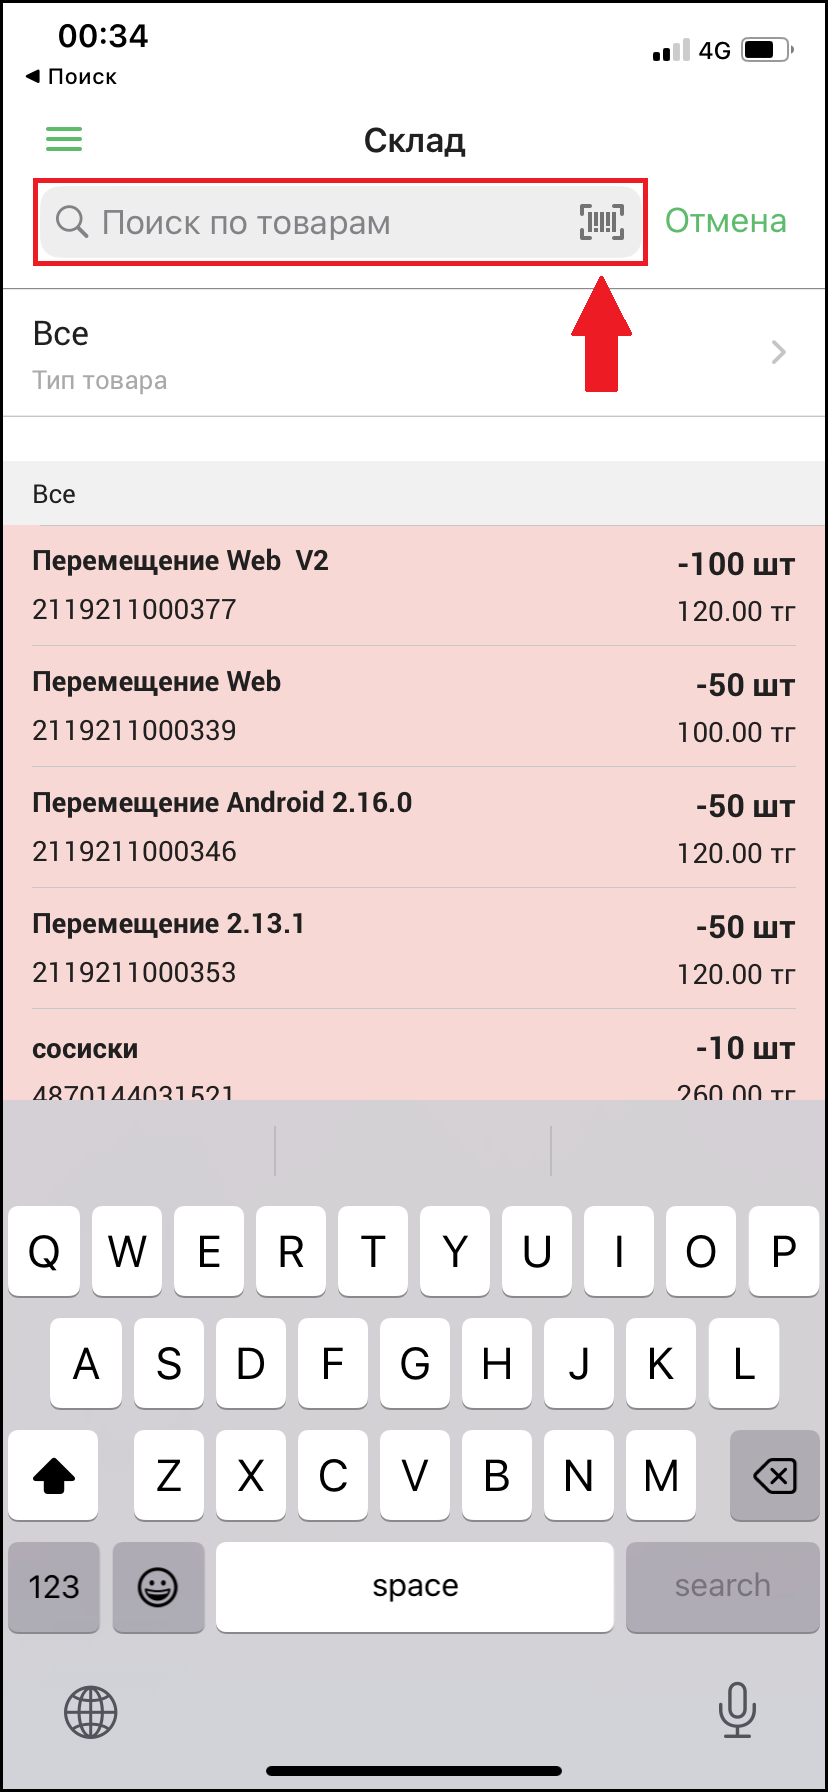 00:34
4G
◀ Поиск
Склад
Поиск по товарам
Отмена
Все
Тип товара
Все
Перемещение Web V2
-100 шт
2119211000377
120.00 тг
Перемещение Web
-50 шт
2119211000339
100.00 тг
Перемещение Android 2.16.0
-50 шт
2119211000346
120.00 тг
Перемещение 2.13.1
-50 шт
2119211000353
120.00 тг
сосиски
-10 шт
4870144031521
260.00 тг
Q W E R T Y U I O P
A S D F G H J K L
Z X C V B N M
123
space
search